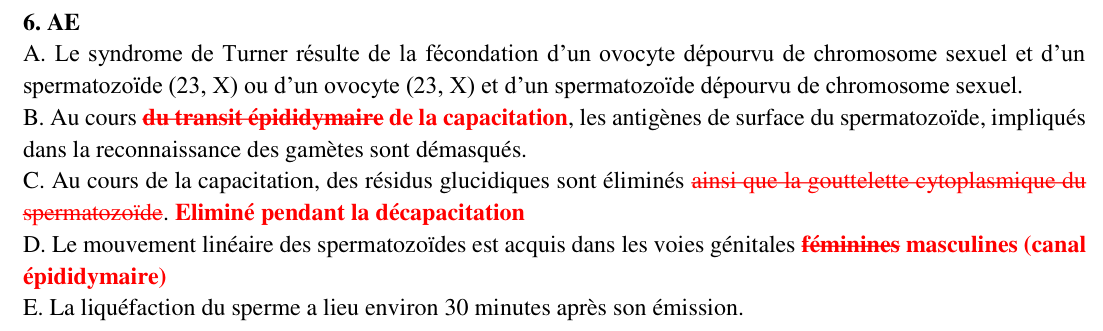 6. AE
A. Le syndrome de Turner résulte de la fécondation d'un ovocyte dépourvu de chromosome sexuel et d'un
spermatozoïde (23, X) ou d'un ovocyte (23, X) et d'un spermatozoïde dépourvu de chromosome sexuel.
B. Au cours du transit épididymaire de la capacitation, les antigènes de surface du spermatozoïde, impliqués
dans la reconnaissance des gamètes sont démasqués.
C. Au cours de la capacitation, des résidus glucidiques sont éliminés ainsi que la gouttelette cytoplasmique du
spermatozoïde. Eliminé pendant la décapacitation
D. Le mouvement linéaire des spermatozoïdes est acquis dans les voies génitales féminines masculines (canal
épididymaire)
E. La liquéfaction du sperme a lieu environ 30 minutes après son émission.